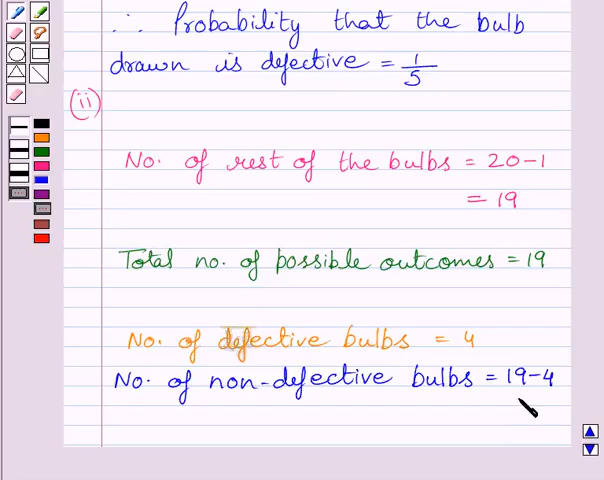 ∴ Probability that the bulb
drawn is defective = 1/5
(ii)
No. of rest of the bulbs = 20-1
= 19
Total no. of possible outcomes = 19
No. of defective bulbs = 4
No. of non-defective bulbs = 19-4